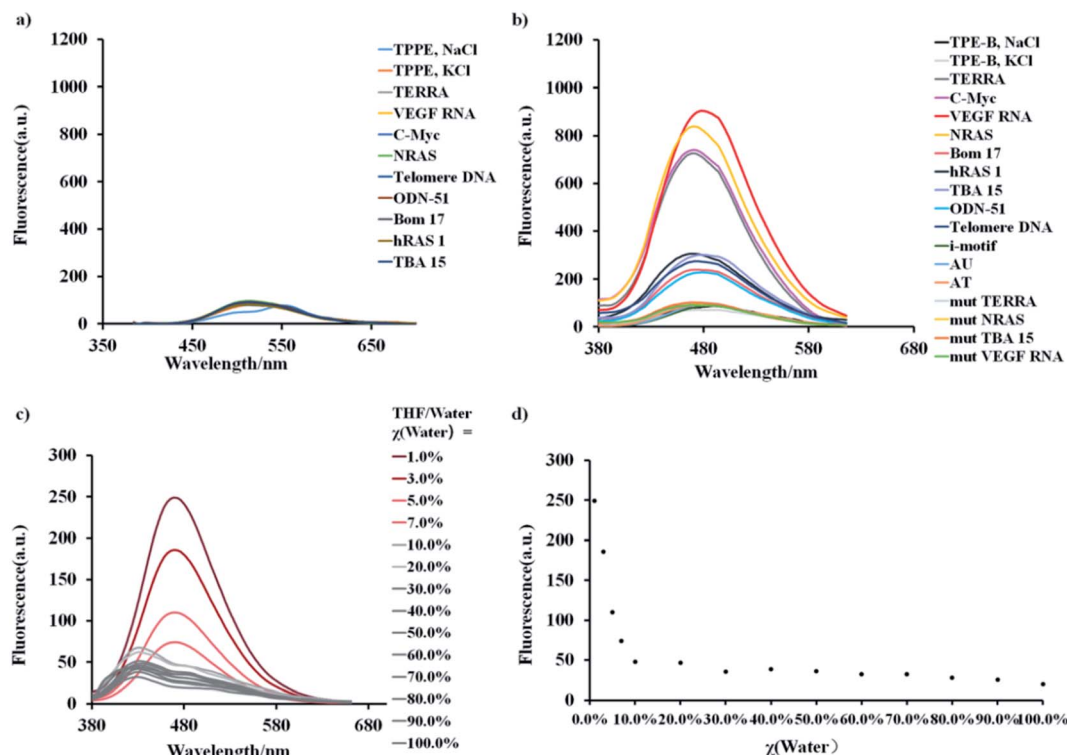 a)
1200
1000
800
600
400
200
0
Fluorescence(a.u.)
350
450
550
650
Wavelength/nm
TPPE, NaCl
TPPE, KCl
TERRA
VEGF RNA
C-Myc
NRAS
Telomere DNA
ODN-51
Bom 17
hRAS 1
TBA 15
b)
1200
1000
800
600
400
200
0
Fluorescence(a.u.)
380
480
580
680
Wavelength/nm
TPE-B, NaCl
TPE-B, KCl
TERRA
C-Myc
VEGF RNA
NRAS
Bom 17
hRAS 1
TBA 15
ODN-51
Telomere DNA
i-motif
AU
AT
mut TERRA
mut NRAS
mut TBA 15
mut VEGF RNA
c)
300
250
200
150
100
50
0
Fluorescence(a.u.)
380
480
580
680
Wavelength/nm
THF/Water
χ(Water) =
1.0%
3.0%
5.0%
7.0%
10.0%
20.0%
30.0%
40.0%
50.0%
60.0%
70.0%
80.0%
90.0%
100.0%
d)
300
250
200
150
100
50
0
Fluorescence(a.u.)
0.0% 10.0% 20.0% 30.0% 40.0% 50.0% 60.0% 70.0% 80.0% 90.0% 100.0%
χ(Water)